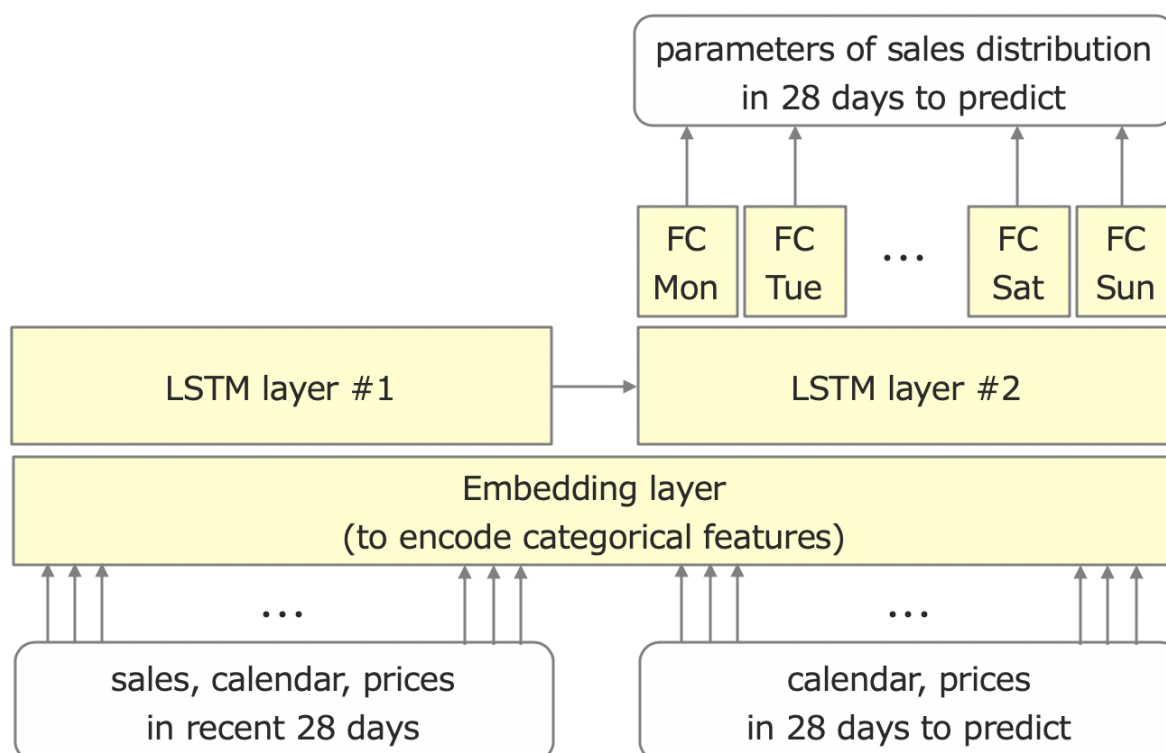 parameters of sales distribution
in 28 days to predict
FC
Mon
FC
Tue
...
FC
Sat
FC
Sun
LSTM layer #1
LSTM layer #2
Embedding layer
(to encode categorical features)
...
...
sales, calendar, prices
in recent 28 days
calendar, prices
in 28 days to predict